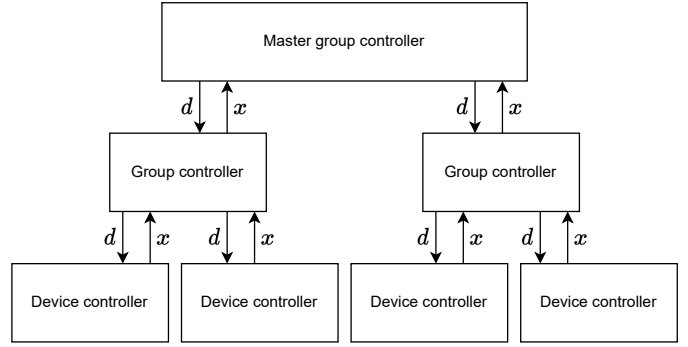 Master group controller
d x d x
Group controller Group controller
d x d x d x d x
Device controller Device controller Device controller Device controller